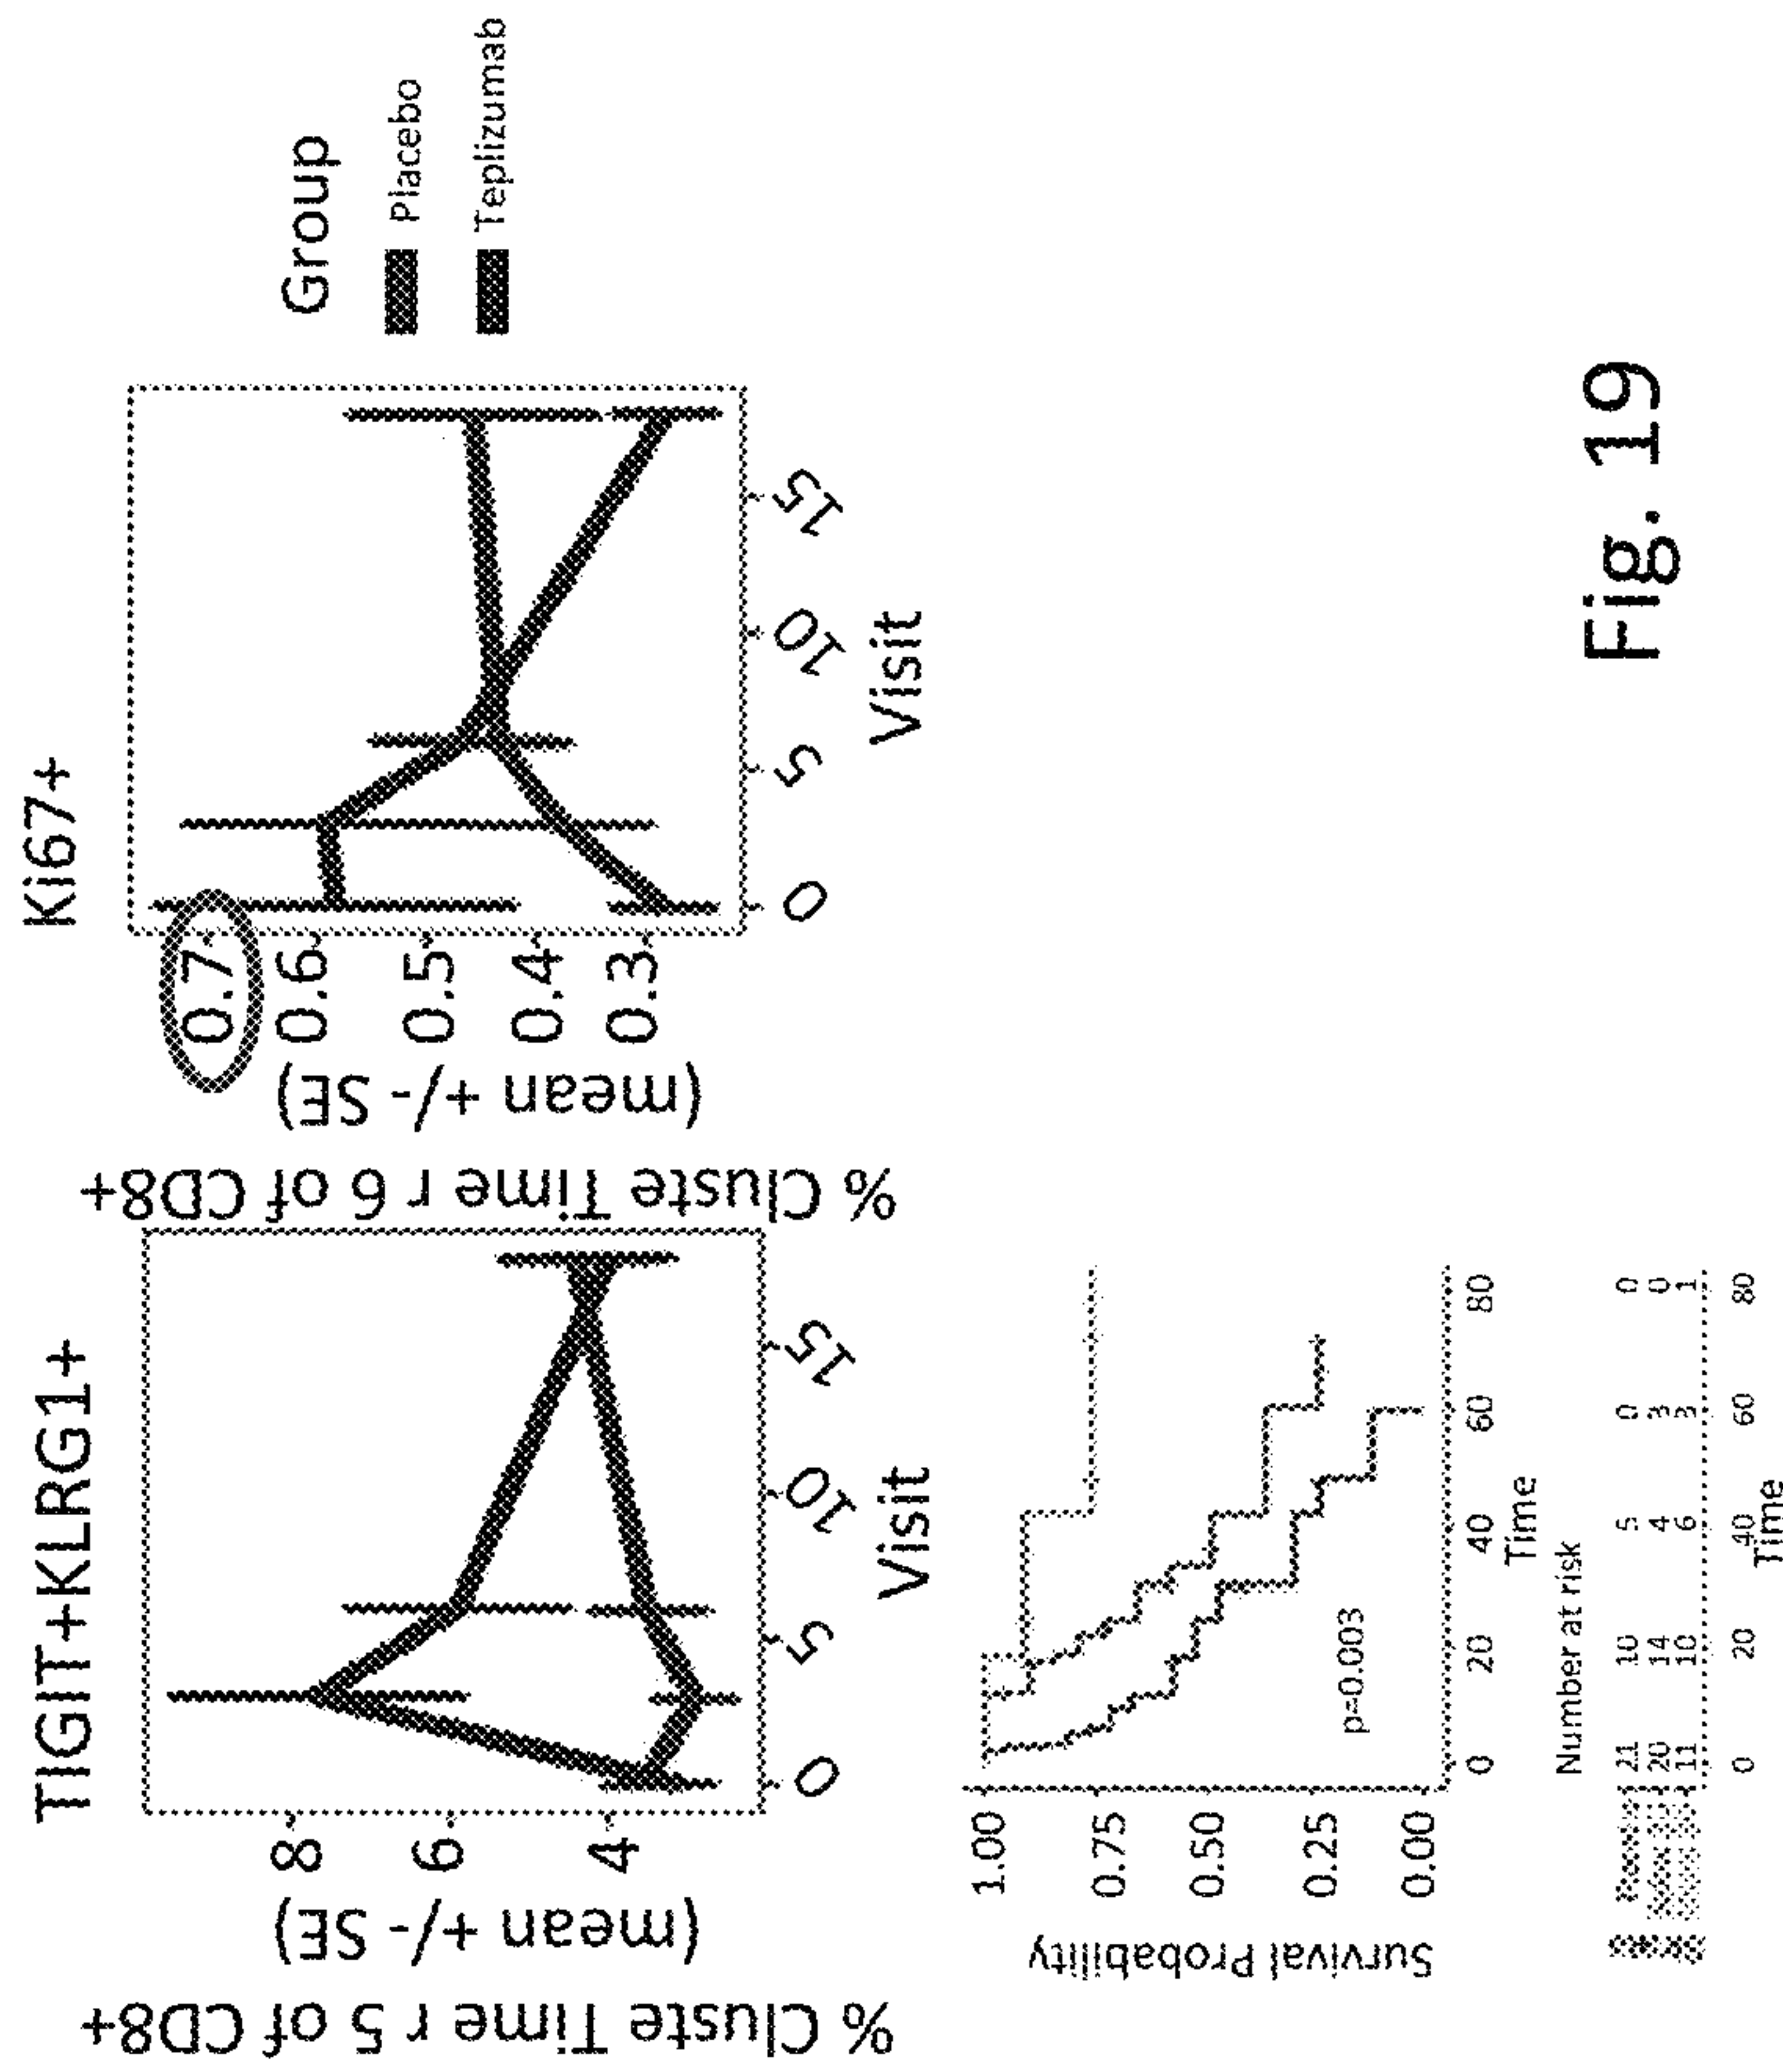 TIGIT+KLRG1+
% Cluste Time r 5 of CD8+
(mean +/- SE)
8
6
4
0
5
10
15
Visit
Ki67+
% Cluste Time r 6 of CD8+
(mean +/- SE)
0.7
0.6
0.5
0.4
0.3
0
5
10
15
Visit
Group
Placebo
Teplizumab
Survival Probability
1.00
0.75
0.50
0.25
0.00
p=0.003
0 20 40 60 80
Time
Number at risk
21 10 5 0 0
20 14 4 3 0
11 10 6 3 1
0 20 40 60 80
Time
Fig. 19